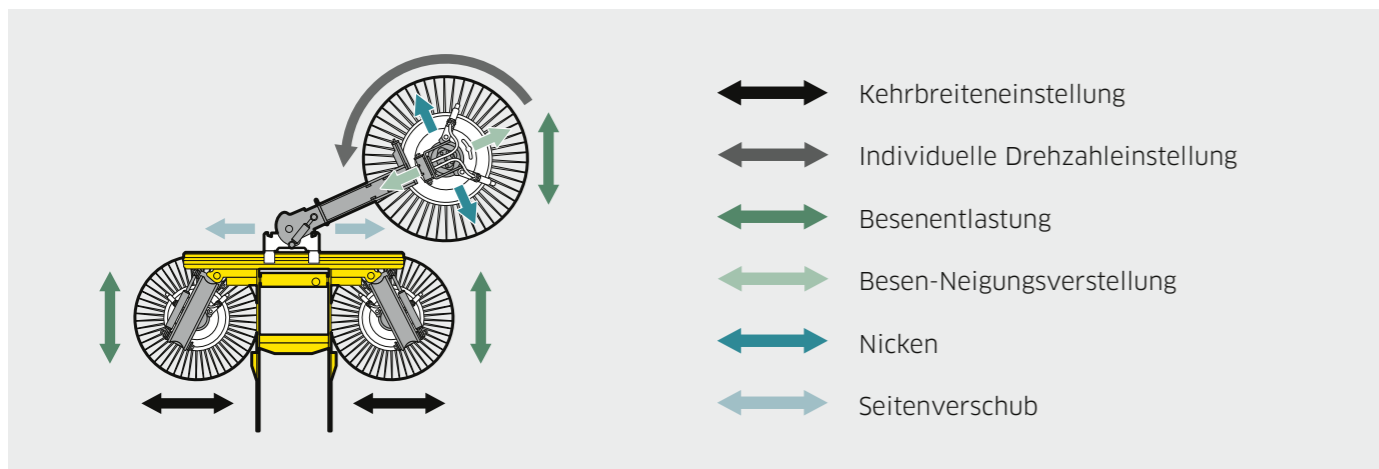 Kehrbreiteneinstellung
Individuelle Drehzahleinstellung
Besenentlastung
Besen-Neigungsverstellung
Nicken
Seitenverschub